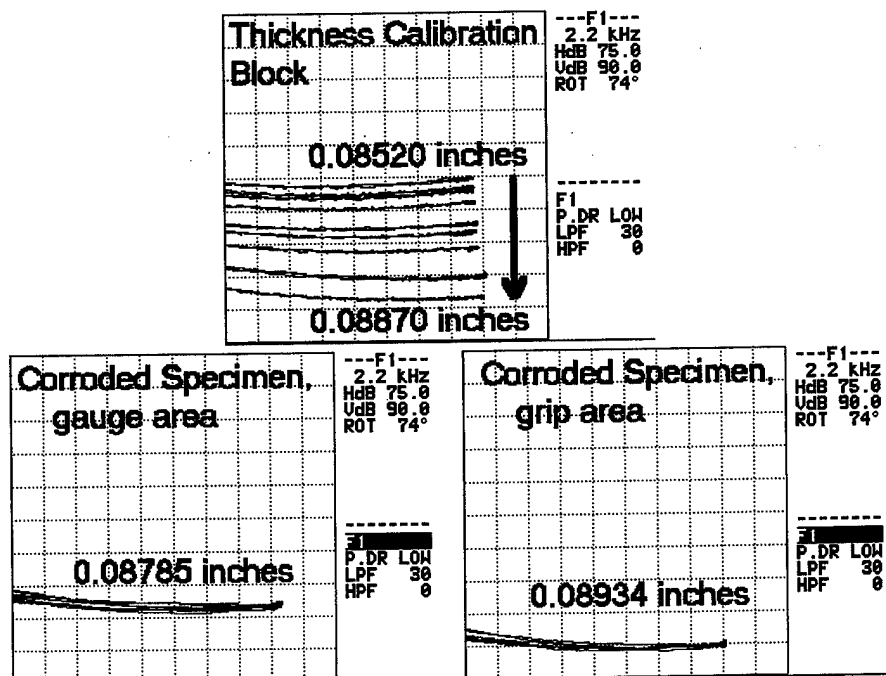 Thickness Calibration
Block
0.08520 inches
0.08870 inches
---F1---
2.2 kHz
HdB 75.0
VdB 90.0
ROT 74°
--------
F1
P.DR LOW
LPF 30
HPF 0
Corroded Specimen,
gauge area
0.08785 inches
---F1---
2.2 kHz
HdB 75.0
VdB 90.0
ROT 74°
--------
F1
P.DR LOW
LPF 30
HPF 0
Corroded Specimen,
grip area
0.08934 inches
---F1---
2.2 kHz
HdB 75.0
VdB 90.0
ROT 74°
--------
F1
P.DR LOW
LPF 30
HPF 0